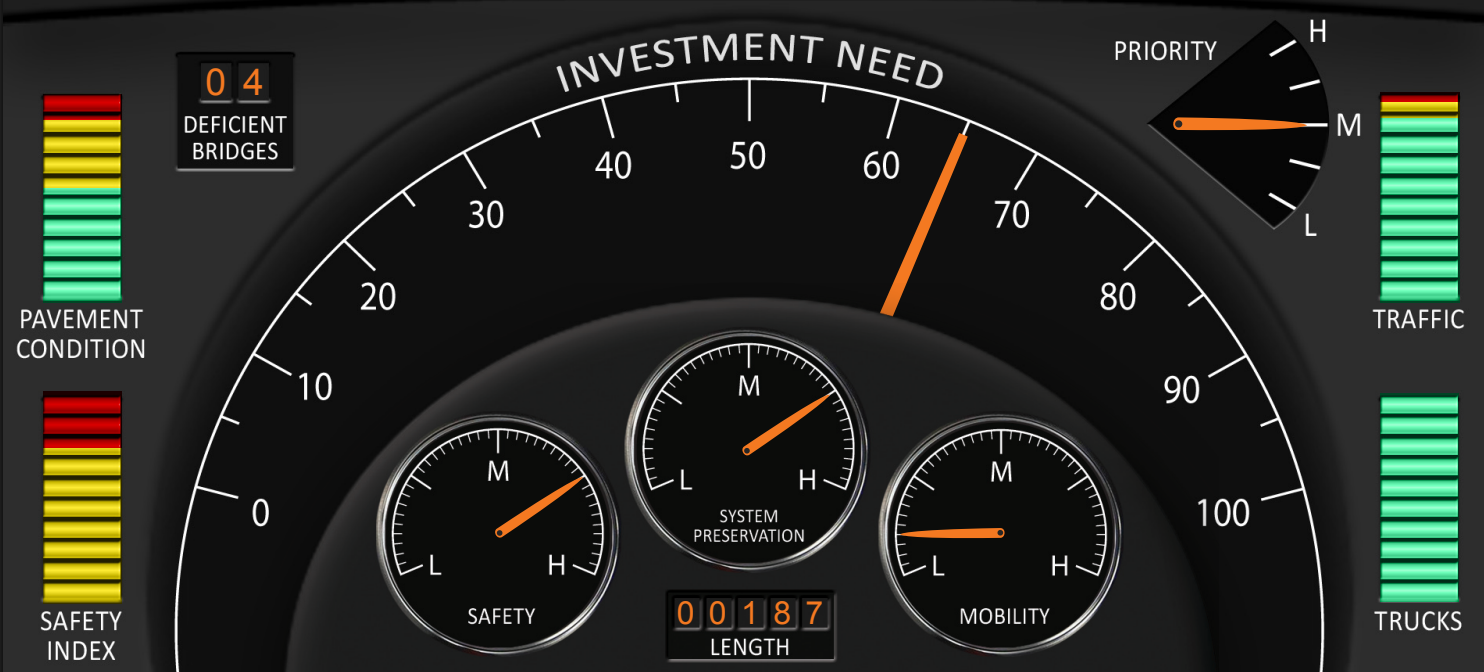 INVESTMENT NEED
04
DEFICIENT
BRIDGES
PRIORITY
H
M
L
PAVEMENT
CONDITION
TRAFFIC
SAFETY
INDEX
TRUCKS
0
10
20
30
40
50
60
70
80
90
100
M
L
H
SAFETY
M
L
H
SYSTEM
PRESERVATION
M
L
H
MOBILITY
00187
LENGTH